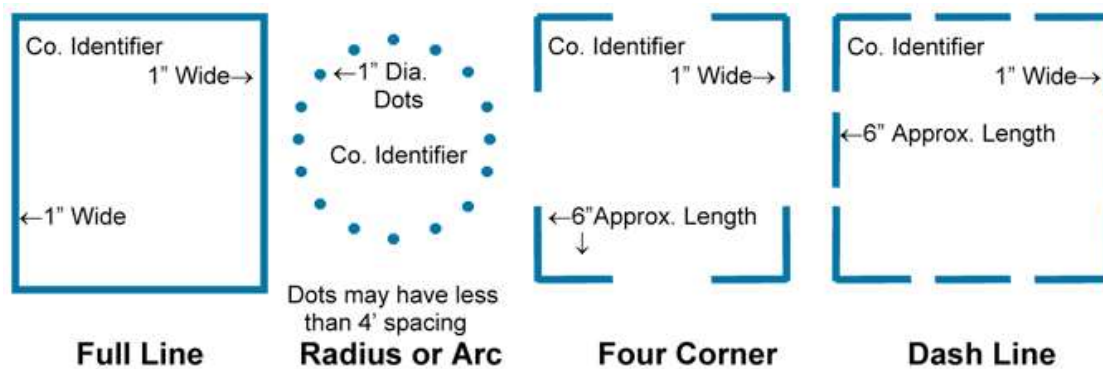 Co. Identifier
1” Wide→
←1” Wide
Full Line
←1” Dia.
Dots
Co. Identifier
Dots may have less
than 4’ spacing
Radius or Arc
Co. Identifier
1” Wide→
←6”Approx. Length
↓
Four Corner
Co. Identifier
1” Wide→
←6” Approx. Length
Dash Line